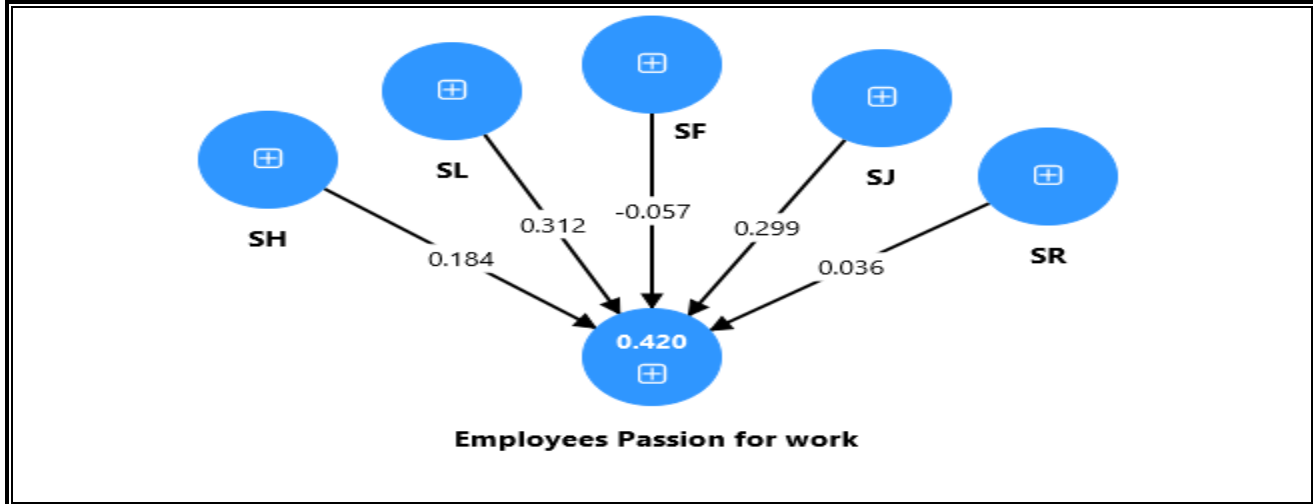 SF
SL
SJ
SH
SR
0.184
0.312
-0.057
0.299
0.036
0.420
Employees Passion for work